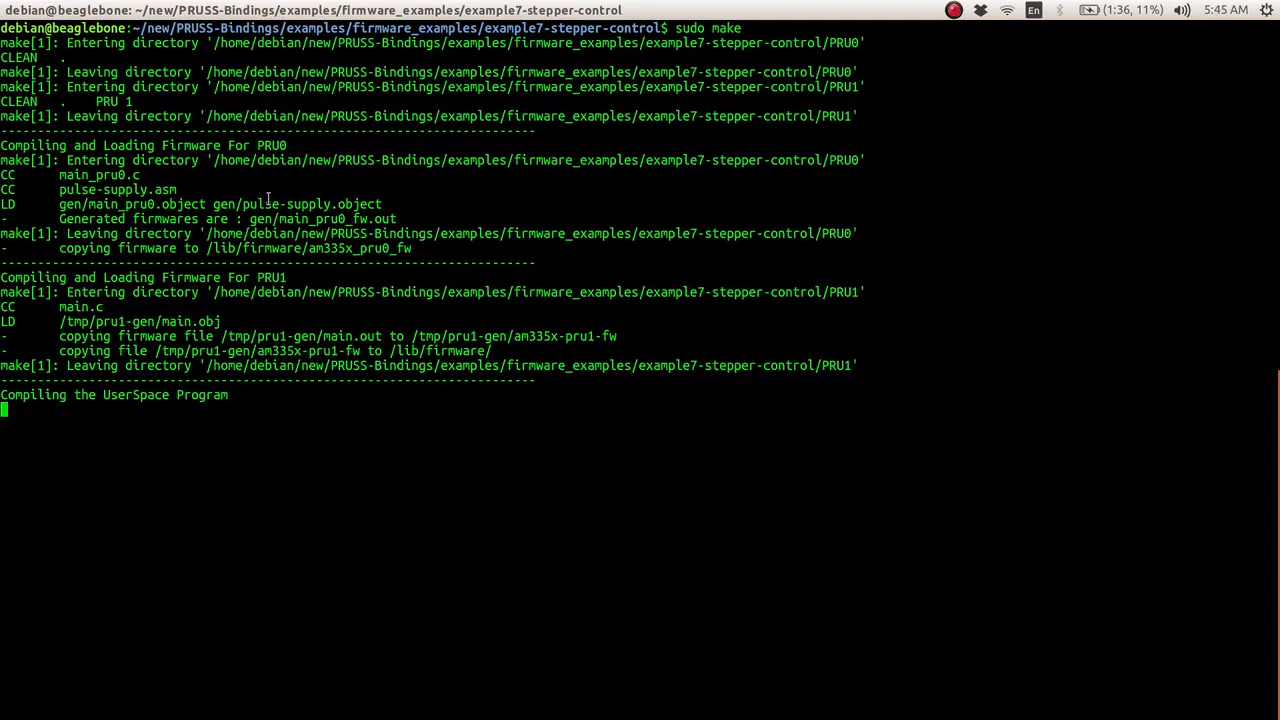 debian@beaglebone: ~/new/PRUSS-Bindings/examples/firmware_examples/example7-stepper-control
En
(1:36, 11%)
5:45 AM
debian@beaglebone:~/new/PRUSS-Bindings/examples/firmware_examples/example7-stepper-control$ sudo make
make[1]: Entering directory '/home/debian/new/PRUSS-Bindings/examples/firmware_examples/example7-stepper-control/PRU0'
CLEAN   .
make[1]: Leaving directory '/home/debian/new/PRUSS-Bindings/examples/firmware_examples/example7-stepper-control/PRU0'
make[1]: Entering directory '/home/debian/new/PRUSS-Bindings/examples/firmware_examples/example7-stepper-control/PRU1'
CLEAN   .    PRU 1
make[1]: Leaving directory '/home/debian/new/PRUSS-Bindings/examples/firmware_examples/example7-stepper-control/PRU1'
-------------------------------------------------------------------------
Compiling and Loading Firmware For PRU0
make[1]: Entering directory '/home/debian/new/PRUSS-Bindings/examples/firmware_examples/example7-stepper-control/PRU0'
CC      main_pru0.c
CC      pulse-supply.asm
LD      gen/main_pru0.object gen/pulse-supply.object
-       Generated firmwares are : gen/main_pru0_fw.out
make[1]: Leaving directory '/home/debian/new/PRUSS-Bindings/examples/firmware_examples/example7-stepper-control/PRU0'
-       copying firmware to /lib/firmware/am335x_pru0_fw
-------------------------------------------------------------------------
Compiling and Loading Firmware For PRU1
make[1]: Entering directory '/home/debian/new/PRUSS-Bindings/examples/firmware_examples/example7-stepper-control/PRU1'
CC      main.c
LD      /tmp/pru1-gen/main.obj
-       copying firmware file /tmp/pru1-gen/main.out to /tmp/pru1-gen/am335x-pru1-fw
-       copying file /tmp/pru1-gen/am335x-pru1-fw to /lib/firmware/
make[1]: Leaving directory '/home/debian/new/PRUSS-Bindings/examples/firmware_examples/example7-stepper-control/PRU1'
-------------------------------------------------------------------------
Compiling the UserSpace Program